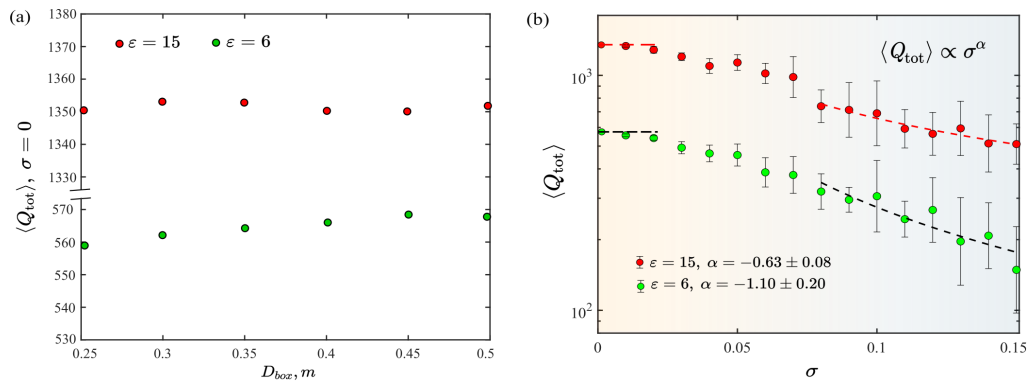 (a)
ε = 15
ε = 6
1380
1370
1360
1350
1340
1330
570
560
550
540
530
⟨Q_tot⟩, σ = 0
0.25 0.3 0.35 0.4 0.45 0.5
D_box, m
(b)
⟨Q_tot⟩ ∝ σ^α
10^3
10^2
⟨Q_tot⟩
ε = 15, α = −0.63 ± 0.08
ε = 6, α = −1.10 ± 0.20
0 0.05 0.1 0.15
σ